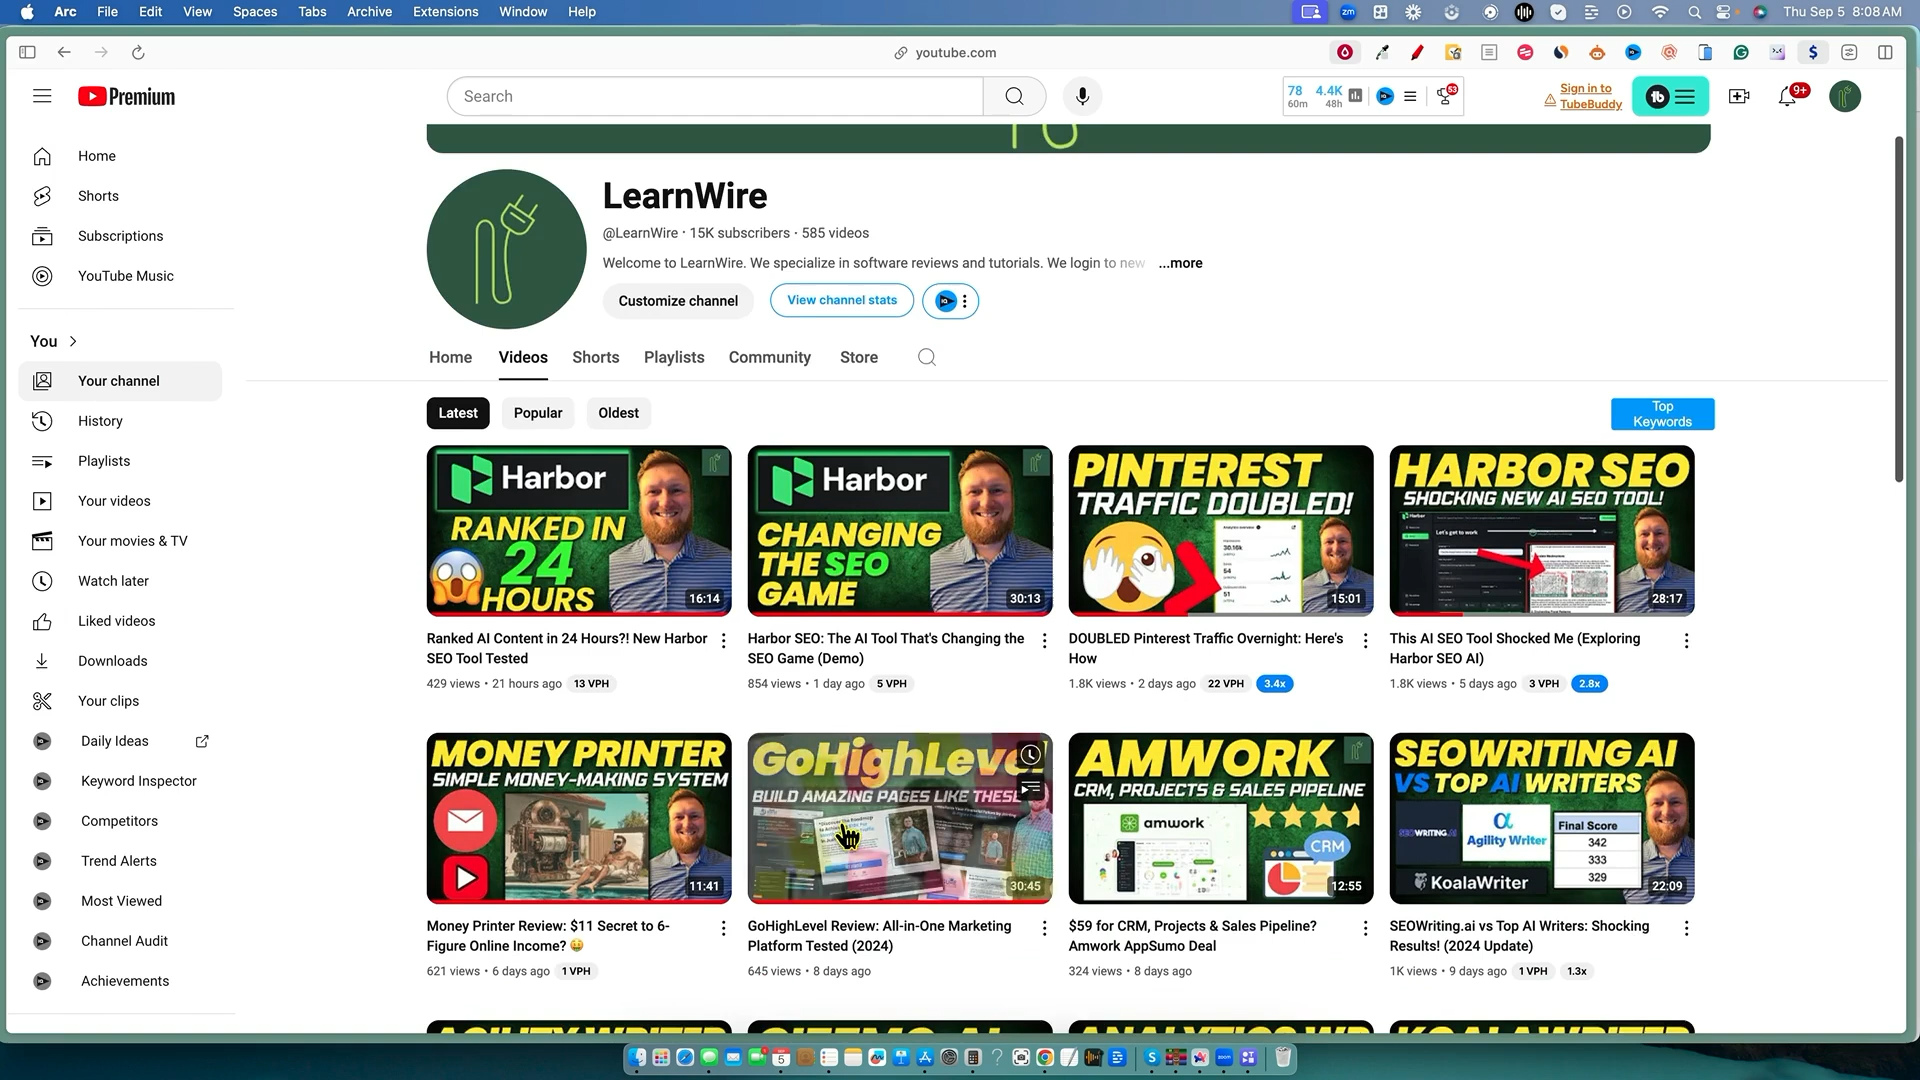 Arc File Edit View Spaces Tabs Archive Extensions Window Help
zm
Thu Sep 5 8:08 AM
youtube.com
Premium
Search
78 4.4K
60m 48h
53
Sign in to
TubeBuddy
9+
Home
Shorts
Subscriptions
YouTube Music
You
Your channel
History
Playlists
Your videos
Your movies & TV
Watch later
Liked videos
Downloads
Your clips
Daily Ideas
Keyword Inspector
Competitors
Trend Alerts
Most Viewed
Channel Audit
Achievements
LearnWire
@LearnWire · 15K subscribers · 585 videos
Welcome to LearnWire. We specialize in software reviews and tutorials. We login to new ...more
Customize channel View channel stats
Home Videos Shorts Playlists Community Store
Latest Popular Oldest
Top
Keywords
Harbor
RANKED IN
24
HOURS
16:14
Ranked AI Content in 24 Hours?! New Harbor
SEO Tool Tested
429 views • 21 hours ago 13 VPH
Harbor
CHANGING
THE SEO
GAME
30:13
Harbor SEO: The AI Tool That's Changing the
SEO Game (Demo)
854 views • 1 day ago 5 VPH
PINTEREST
TRAFFIC DOUBLED!
30.16k
54
51
15:01
DOUBLED Pinterest Traffic Overnight: Here's
How
1.8K views • 2 days ago 22 VPH 3.4x
HARBOR SEO
SHOCKING NEW AI SEO TOOL!
Harbor
Let's get to work
28:17
This AI SEO Tool Shocked Me (Exploring
Harbor SEO AI)
1.8K views • 5 days ago 3 VPH 2.8x
MONEY PRINTER
SIMPLE MONEY-MAKING SYSTEM
11:41
Money Printer Review: $11 Secret to 6-
Figure Online Income? 🤑
621 views • 6 days ago 1 VPH
GoHighLevel
BUILD AMAZING PAGES LIKE THESE
30:45
GoHighLevel Review: All-in-One Marketing
Platform Tested (2024)
645 views • 8 days ago
AMWORK
CRM, PROJECTS & SALES PIPELINE
amwork
CRM
12:55
$59 for CRM, Projects & Sales Pipeline?
Amwork AppSumo Deal
324 views • 8 days ago
SEOWRITING AI
VS TOP AI WRITERS
SEOWRITING.AI
Agility Writer
KoalaWriter
Final Score
342
333
329
22:09
SEOWriting.ai vs Top AI Writers: Shocking
Results! (2024 Update)
1K views • 9 days ago 1 VPH 1.3x